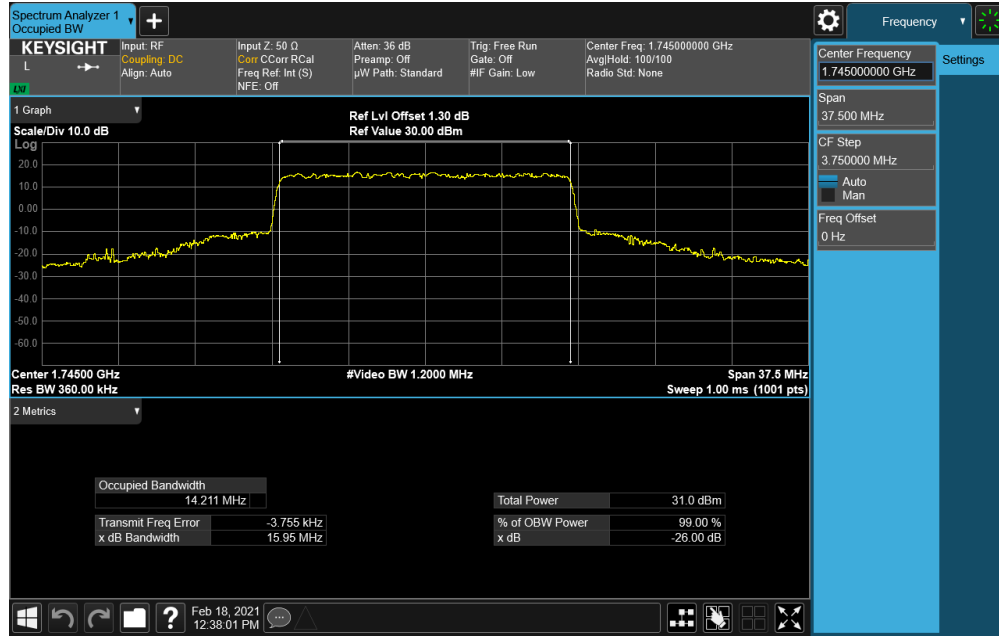 Spectrum Analyzer 1
Occupied BW
Frequency
KEYSIGHT
L
LXI
Input: RF
Coupling: DC
Align: Auto
Input Z: 50 Ω
Corr CCorr RCal
Freq Ref: Int (S)
NFE: Off
Atten: 36 dB
Preamp: Off
µW Path: Standard
Trig: Free Run
Gate: Off
#IF Gain: Low
Center Freq: 1.745000000 GHz
Avg|Hold: 100/100
Radio Std: None
Center Frequency
1.745000000 GHz
Settings
Span
37.500 MHz
CF Step
3.750000 MHz
Auto
Man
Freq Offset
0 Hz
1 Graph
Scale/Div 10.0 dB
Ref Lvl Offset 1.30 dB
Ref Value 30.00 dBm
Log
20.0
10.0
0.00
-10.0
-20.0
-30.0
-40.0
-50.0
-60.0
Center 1.74500 GHz
#Video BW 1.2000 MHz
Span 37.5 MHz
Res BW 360.00 kHz
Sweep 1.00 ms (1001 pts)
2 Metrics
Occupied Bandwidth
14.211 MHz
Total Power 31.0 dBm
Transmit Freq Error -3.755 kHz
% of OBW Power 99.00 %
x dB Bandwidth 15.95 MHz
x dB -26.00 dB
?
Feb 18, 2021
12:38:01 PM